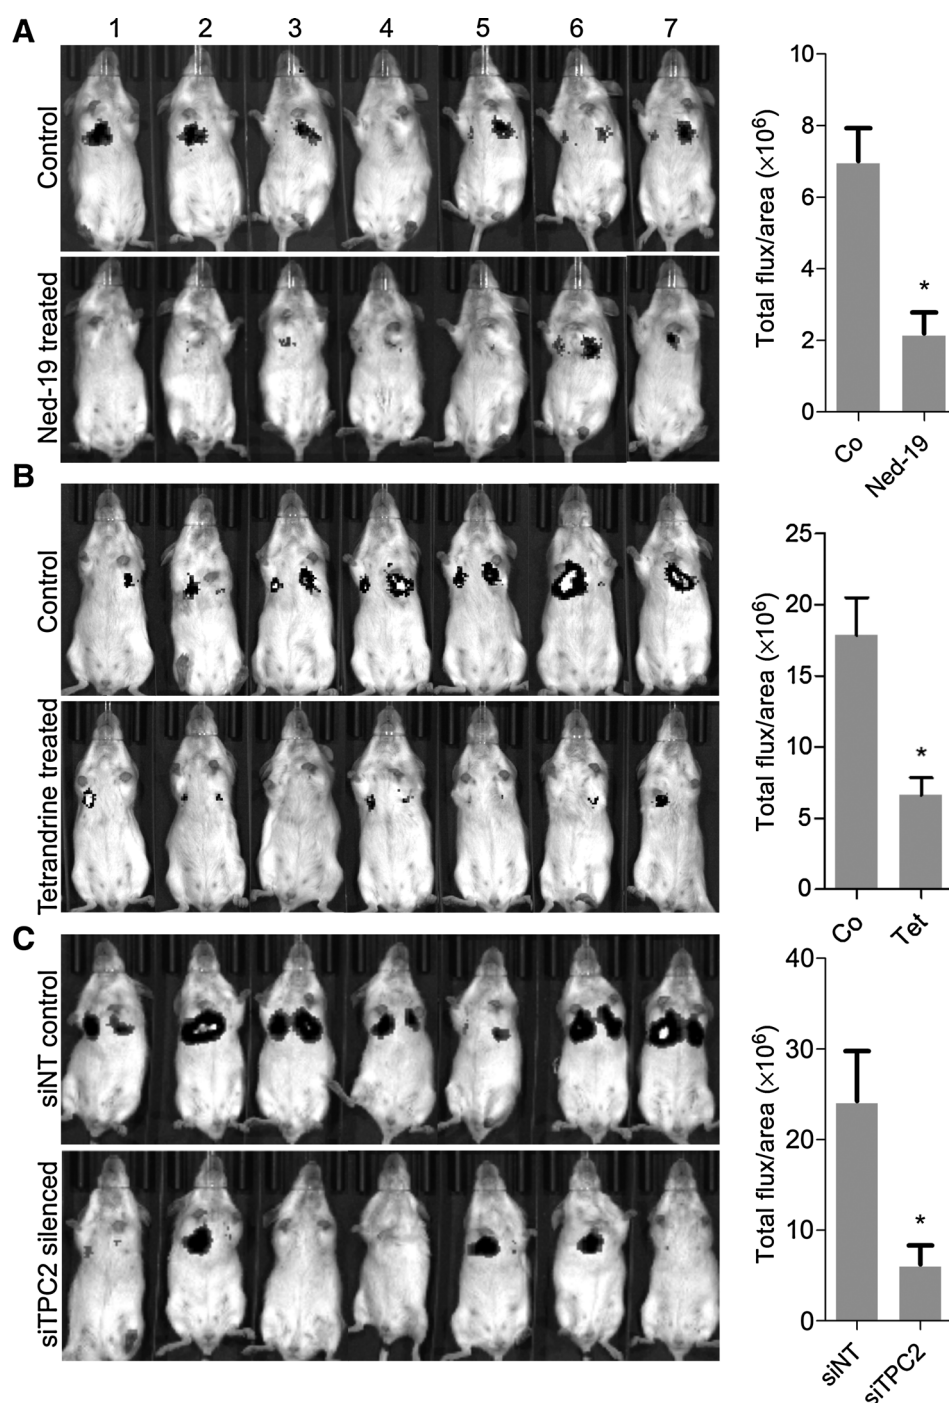 A
1 2 3 4 5 6 7
Control
Ned-19 treated
Total flux/area (×10⁶)
10
8
6
4
2
0
*
Co
Ned-19
B
Control
Tetrandrine treated
Total flux/area (×10⁶)
25
20
15
10
5
0
*
Co
Tet
C
siNT control
siTPC2 silenced
Total flux/area (×10⁶)
40
30
20
10
0
*
siNT
siTPC2